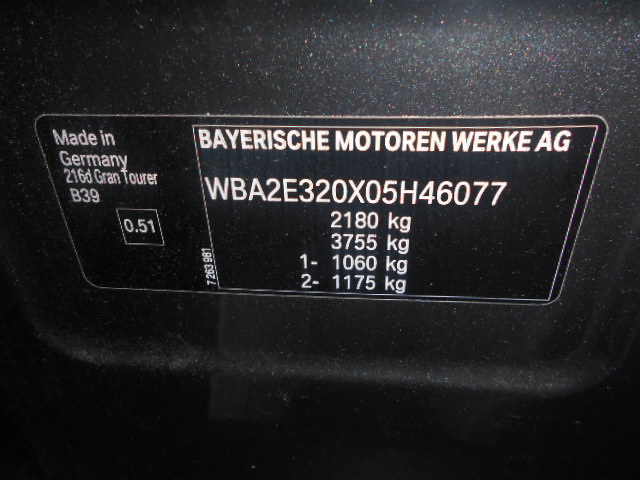 Made in
Germany
216d Gran Tourer
B39
0.51
7 263 981
BAYERISCHE MOTOREN WERKE AG
WBA2E320X05H46077
2180 kg
3755 kg
1- 1060 kg
2- 1175 kg